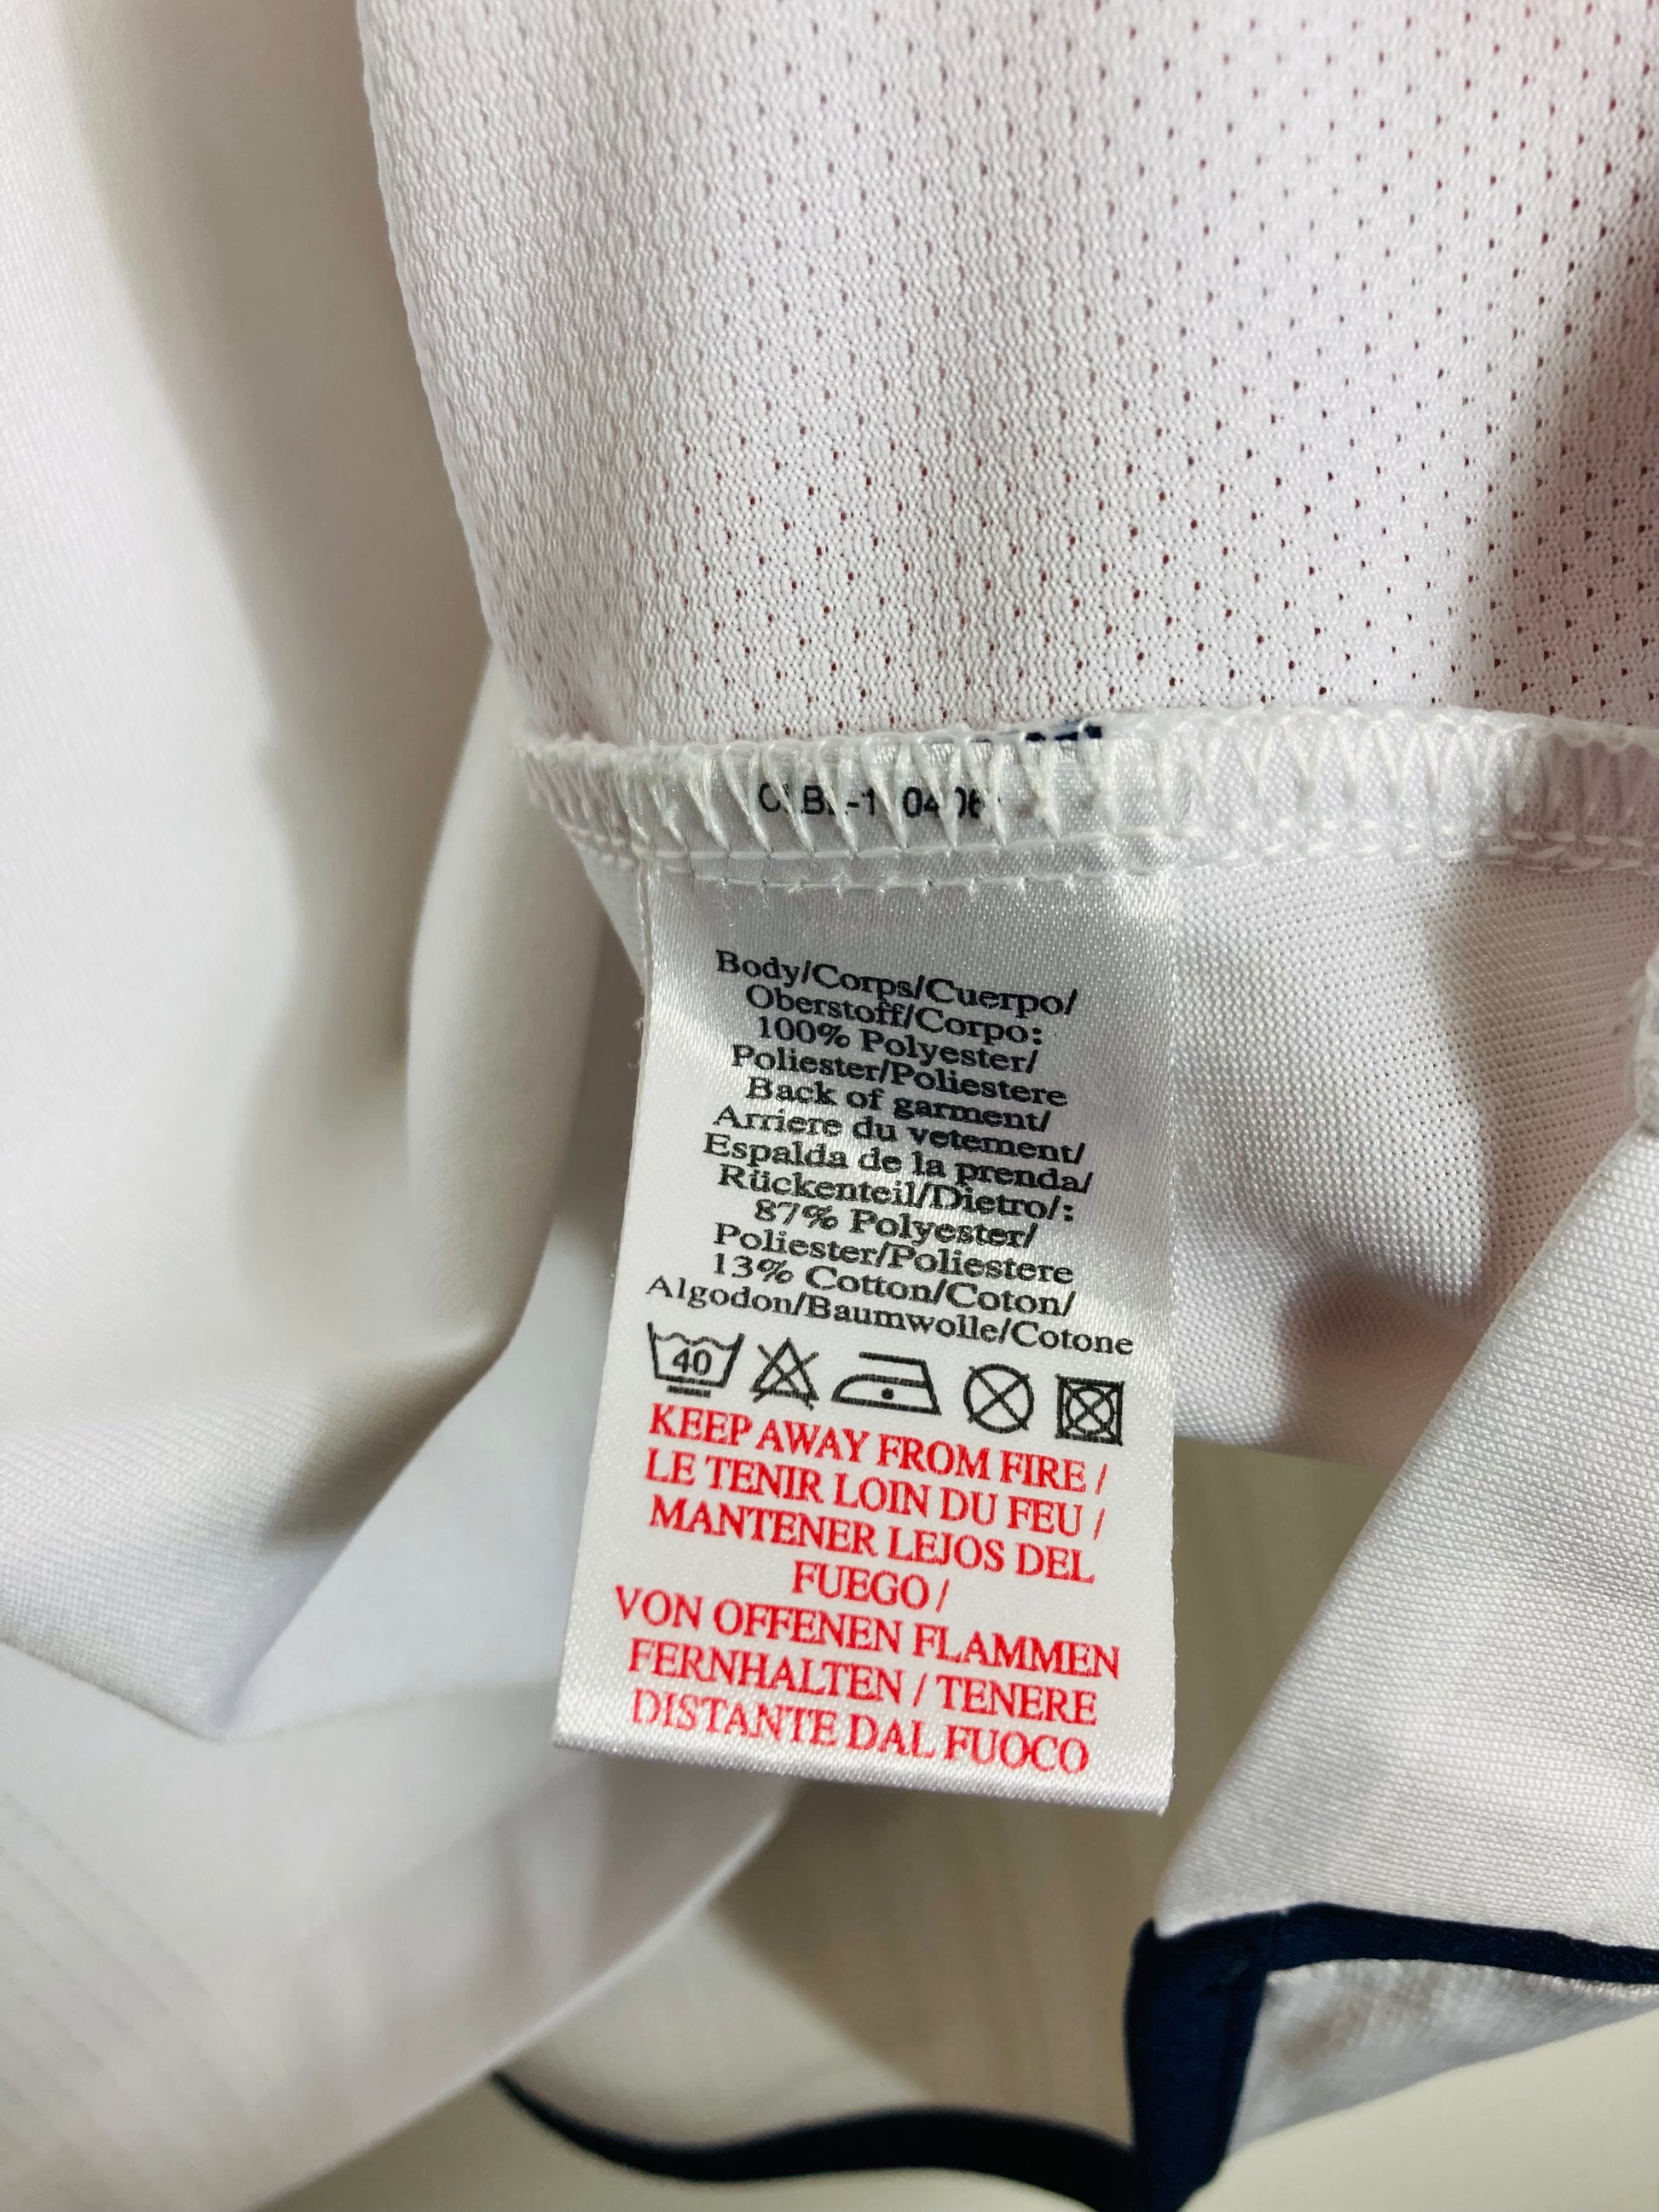 Body/Corps/Cuerpo/
Oberstoff/Corpo:
100% Polyester/
Poliester/Poliestere
Back of garment/
Arriere du vetement/
Espalda de la prenda/
Rückenteil/Dietro/:
87% Polyester/
Poliester/Poliestere
13% Cotton/Coton/
Algodon/Baumwolle/Cotone
40
KEEP AWAY FROM FIRE /
LE TENIR LOIN DU FEU /
MANTENER LEJOS DEL
FUEGO /
VON OFFENEN FLAMMEN
FERNHALTEN / TENERE
DISTANTE DAL FUOCO